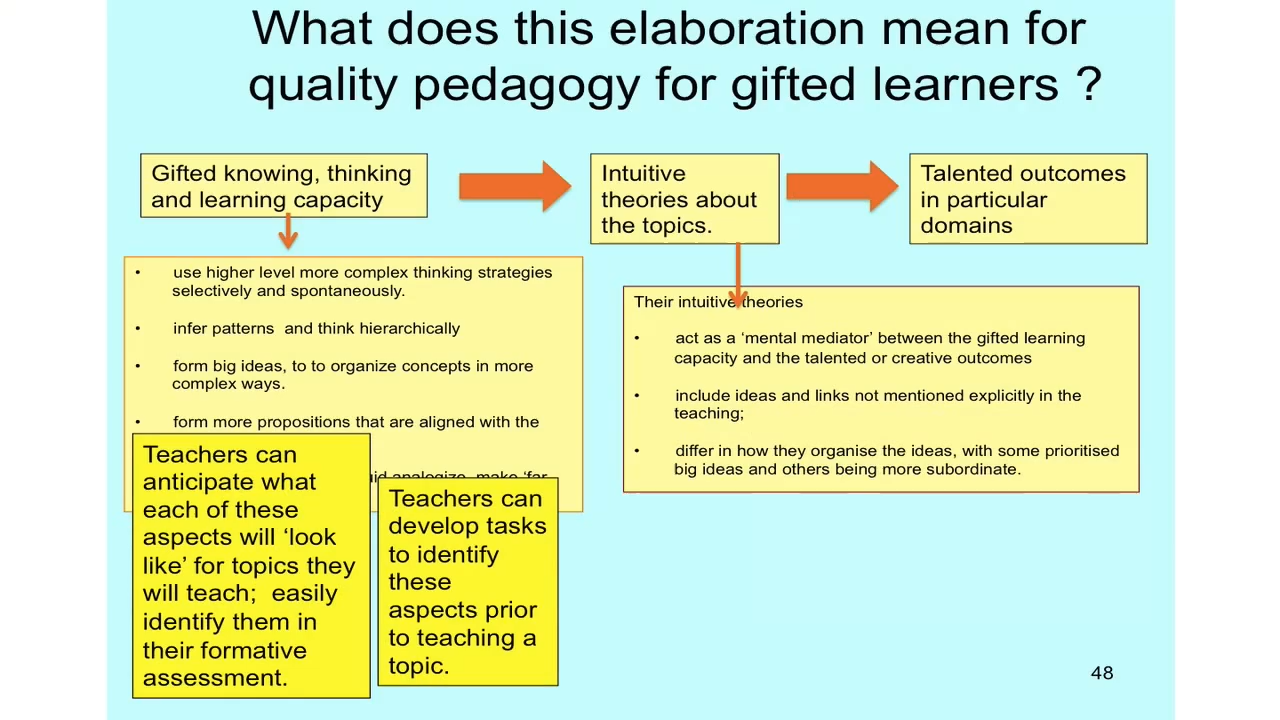 What does this elaboration mean for
quality pedagogy for gifted learners ?
Gifted knowing, thinking
and learning capacity
Intuitive
theories about
the topics.
Talented outcomes
in particular
domains
• use higher level more complex thinking strategies
selectively and spontaneously.
• infer patterns and think hierarchically
• form big ideas, to to organize concepts in more
complex ways.
• form more propositions that are aligned with the
analogize, make ‘far
Teachers can
anticipate what
each of these
aspects will ‘look
like’ for topics they
will teach; easily
identify them in
their formative
assessment.
Teachers can
develop tasks
to identify
these
aspects prior
to teaching a
topic.
Their intuitive theories
• act as a ‘mental mediator’ between the gifted learning
capacity and the talented or creative outcomes
• include ideas and links not mentioned explicitly in the
teaching;
• differ in how they organise the ideas, with some prioritised
big ideas and others being more subordinate.
48